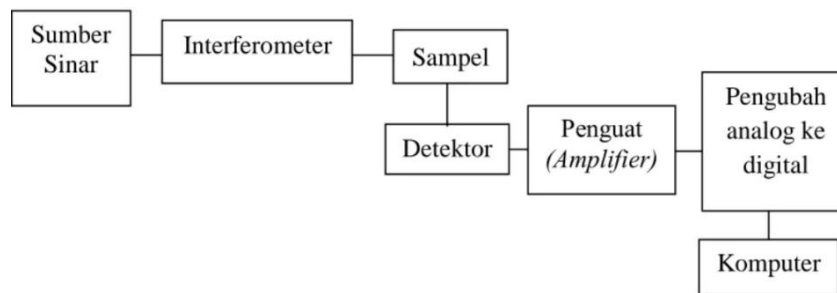 Sumber
Sinar
Interferometer
Sampel
Detektor
Penguat
(Amplifier)
Pengubah
analog ke
digital
Komputer